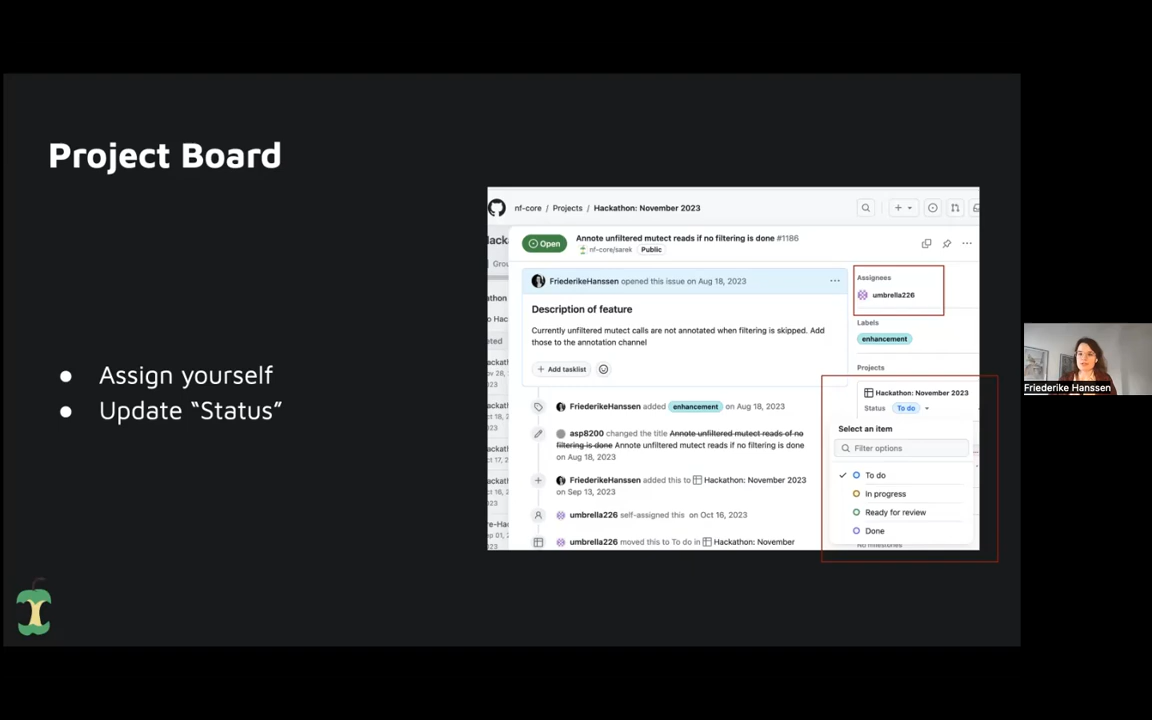 Project Board
Assign yourself
Update “Status”
nf-core / Projects / Hackathon: November 2023
Open
Annote unfiltered mutect reads if no filtering is done #1186
nf-core/sarek Public
FriederikeHanssen opened this issue on Aug 18, 2023
Description of feature
Currently unfiltered mutect calls are not annotated when filtering is skipped. Add
those to the annotation channel
Add tasklist
FriederikeHanssen added enhancement on Aug 18, 2023
asp8200 changed the title Annote unfiltered mutect reads of no
filtering is done Annote unfiltered mutect reads if no filtering is done
on Aug 18, 2023
FriederikeHanssen added this to Hackathon: November 2023
on Sep 13, 2023
umbrella226 self-assigned this on Oct 16, 2023
umbrella226 moved this to To do in Hackathon: November
Assignees
umbrella226
Labels
enhancement
Projects
Hackathon: November 2023
Status To do
Select an item
Filter options
To do
In progress
Ready for review
Done
No milestones
Friederike Hanssen